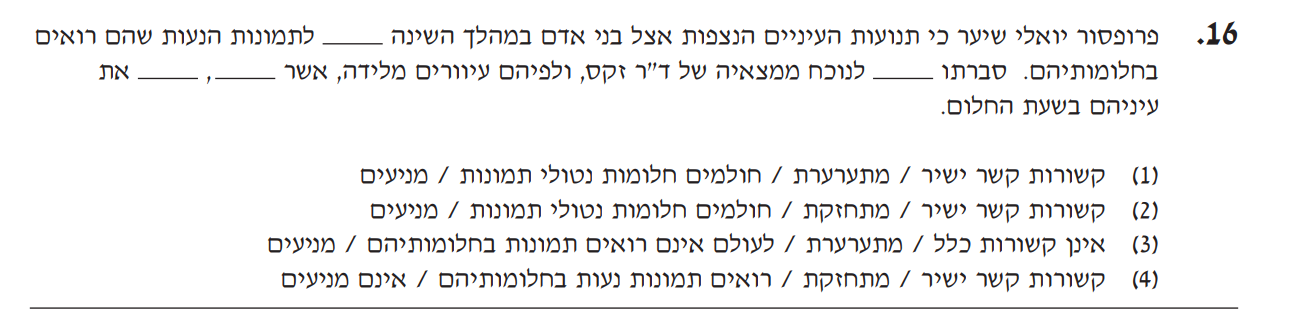 16. פרופסור יואלי שיער כי תנועות העיניים הנצפות אצל בני אדם במהלך השינה _____ לתמונות הנעות שהם רואים
בחלומותיהם. סברתו _____ לנוכח ממצאיה של ד"ר זקס, ולפיהם עיוורים מלידה, אשר _____, _____ את
עיניהם בשעת החלום.
(1) קשורות קשר ישיר / מתערערת / חולמים חלומות נטולי תמונות / מניעים
(2) קשורות קשר ישיר / מתחזקת / חולמים חלומות נטולי תמונות / מניעים
(3) אינן קשורות כלל / מתערערת / לעולם אינם רואים תמונות בחלומותיהם / מניעים
(4) קשורות קשר ישיר / מתחזקת / רואים תמונות נעות בחלומותיהם / אינם מניעים